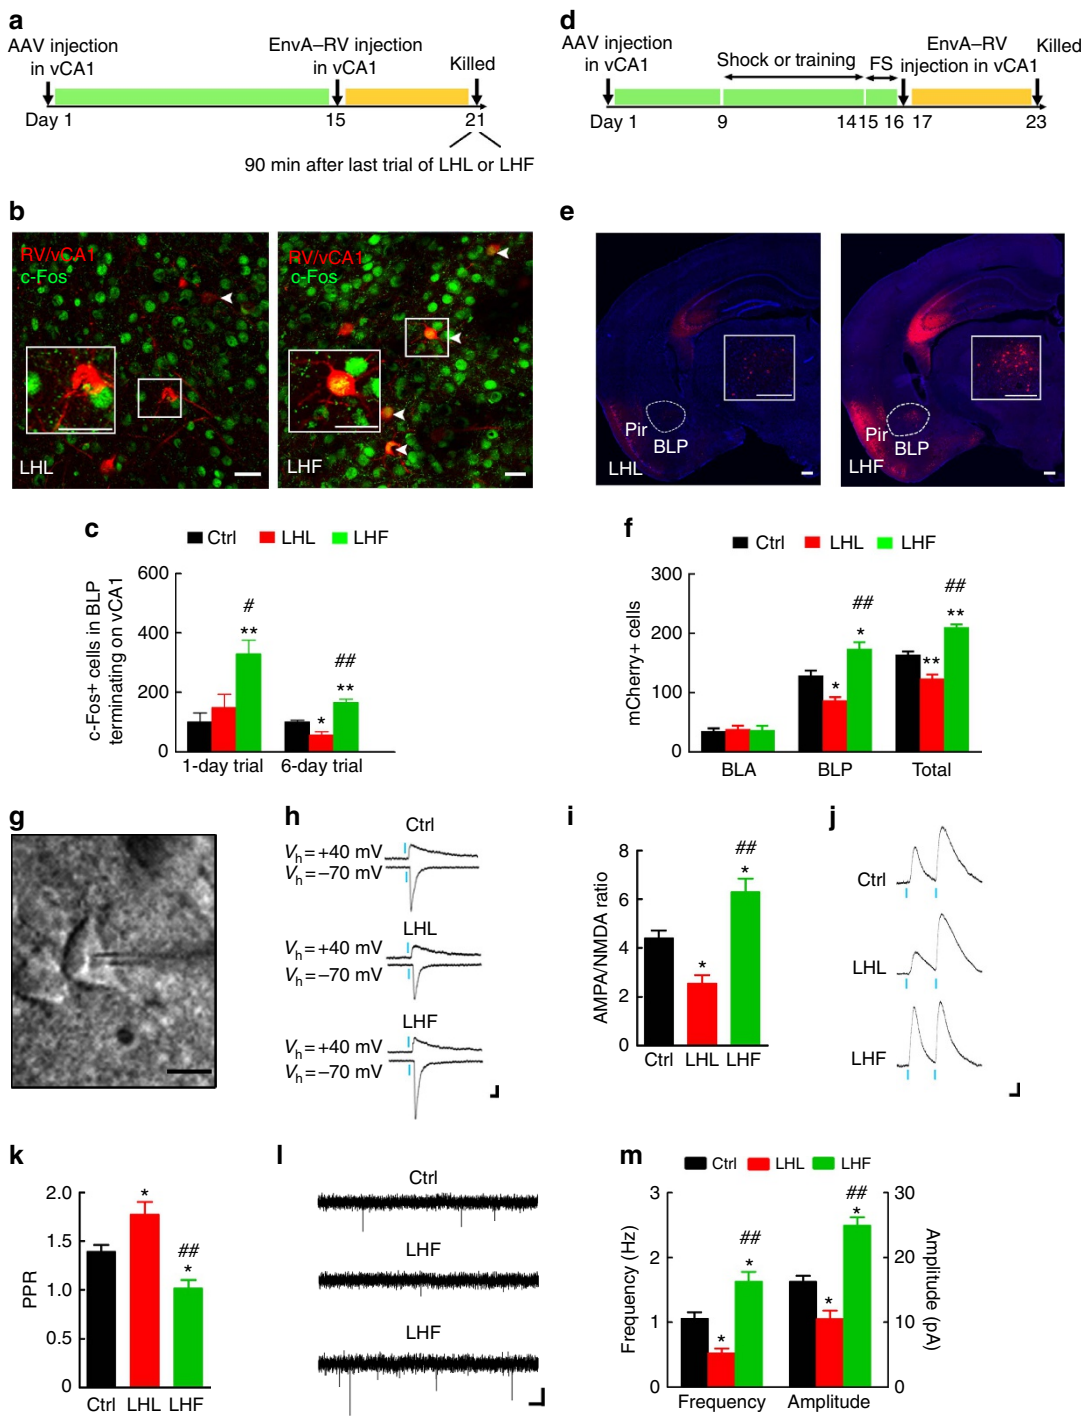 a
AAV injection
in vCA1
EnvA–RV injection
in vCA1
Killed
Day 1
15
21
90 min after last trial of LHL or LHF
d
AAV injection
in vCA1
Shock or training
FS
EnvA–RV
injection in vCA1
Killed
Day 1
9
14
15
16
17
23
b
RV/vCA1
c-Fos
LHL
RV/vCA1
c-Fos
LHF
e
Pir
BLP
LHL
Pir
BLP
LHF
c
Ctrl
LHL
LHF
c-Fos+ cells in BLP
terminating on vCA1
600
400
200
0
#
**
*
##
**
1-day trial
6-day trial
f
Ctrl
LHL
LHF
mCherry+ cells
300
200
100
0
*
##
*
**
##
**
BLA
BLP
Total
g
h
Ctrl
Vh = +40 mV
Vh = −70 mV
LHL
Vh = +40 mV
Vh = −70 mV
LHF
Vh = +40 mV
Vh = −70 mV
i
AMPA/NMDA ratio
8
6
4
2
0
*
##
*
Ctrl
LHL
LHF
j
Ctrl
LHL
LHF
k
PPR
2.0
1.5
1.0
0.5
0
*
##
*
Ctrl
LHL
LHF
l
Ctrl
LHF
LHF
m
Ctrl
LHL
LHF
Frequency (Hz)
3
2
1
0
*
##
*
*
##
*
30
20
10
0
Amplitude (pA)
Frequency
Amplitude